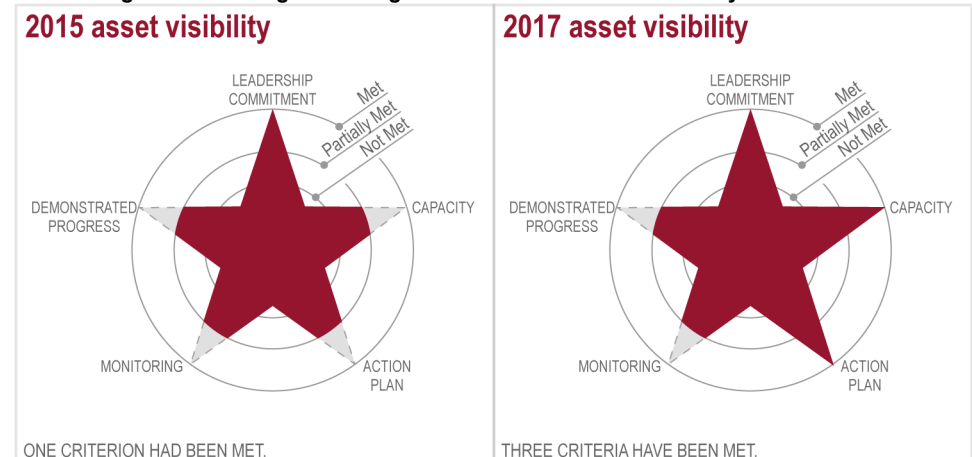 2015 asset visibility
LEADERSHIP
COMMITMENT
Met
Partially Met
Not Met
DEMONSTRATED
PROGRESS
CAPACITY
MONITORING
ACTION
PLAN
ONE CRITERION HAD BEEN MET.
2017 asset visibility
LEADERSHIP
COMMITMENT
Met
Partially Met
Not Met
DEMONSTRATED
PROGRESS
CAPACITY
MONITORING
ACTION
PLAN
THREE CRITERIA HAVE BEEN MET.